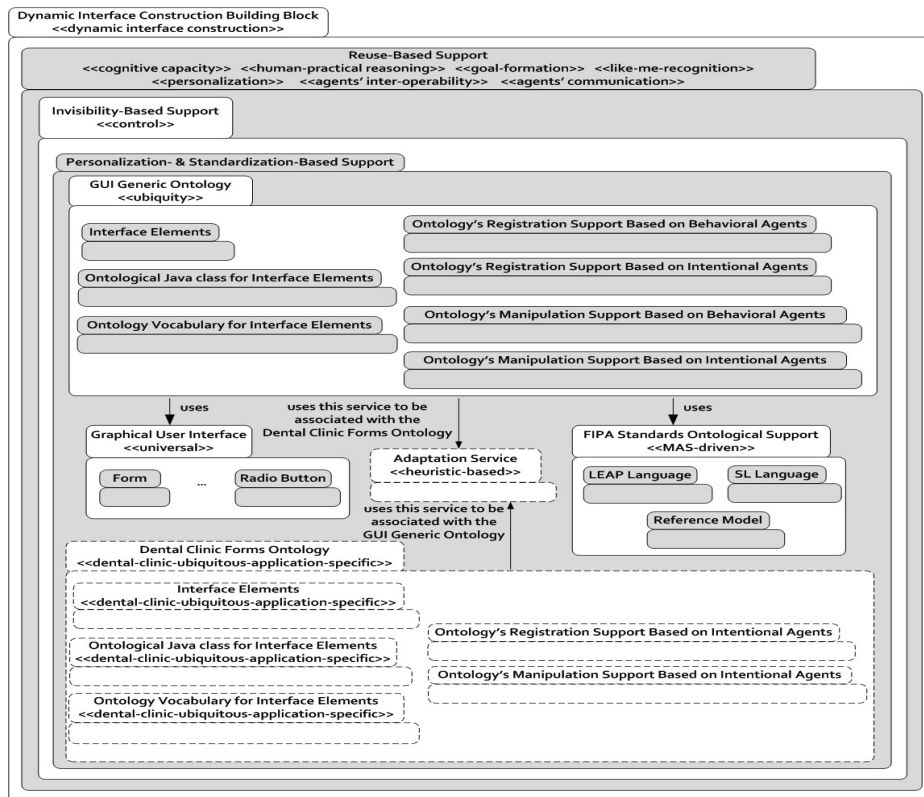 Dynamic Interface Construction Building Block
<<dynamic interface construction>>
Reuse-Based Support
<<cognitive capacity>> <<human-practical reasoning>> <<goal-formation>> <<like-me-recognition>>
<<personalization>> <<agents’ inter-operability>> <<agents’ communication>>
Invisibility-Based Support
<<control>>
Personalization- & Standardization-Based Support
GUI Generic Ontology
<<ubiquity>>
Interface Elements
Ontological Java class for Interface Elements
Ontology Vocabulary for Interface Elements
Ontology’s Registration Support Based on Behavioral Agents
Ontology’s Registration Support Based on Intentional Agents
Ontology’s Manipulation Support Based on Behavioral Agents
Ontology’s Manipulation Support Based on Intentional Agents
uses
uses this service to be
associated with the
Dental Clinic Forms Ontology
uses
Graphical User Interface
<<universal>>
Form
...
Radio Button
Adaptation Service
<<heuristic-based>>
FIPA Standards Ontological Support
<<MAS-driven>>
LEAP Language
SL Language
Reference Model
uses this service to be
associated with the
GUI Generic Ontology
Dental Clinic Forms Ontology
<<dental-clinic-ubiquitous-application-specific>>
Interface Elements
<<dental-clinic-ubiquitous-application-specific>>
Ontological Java class for Interface Elements
<<dental-clinic-ubiquitous-application-specific>>
Ontology Vocabulary for Interface Elements
<<dental-clinic-ubiquitous-application-specific>>
Ontology’s Registration Support Based on Intentional Agents
Ontology’s Manipulation Support Based on Intentional Agents